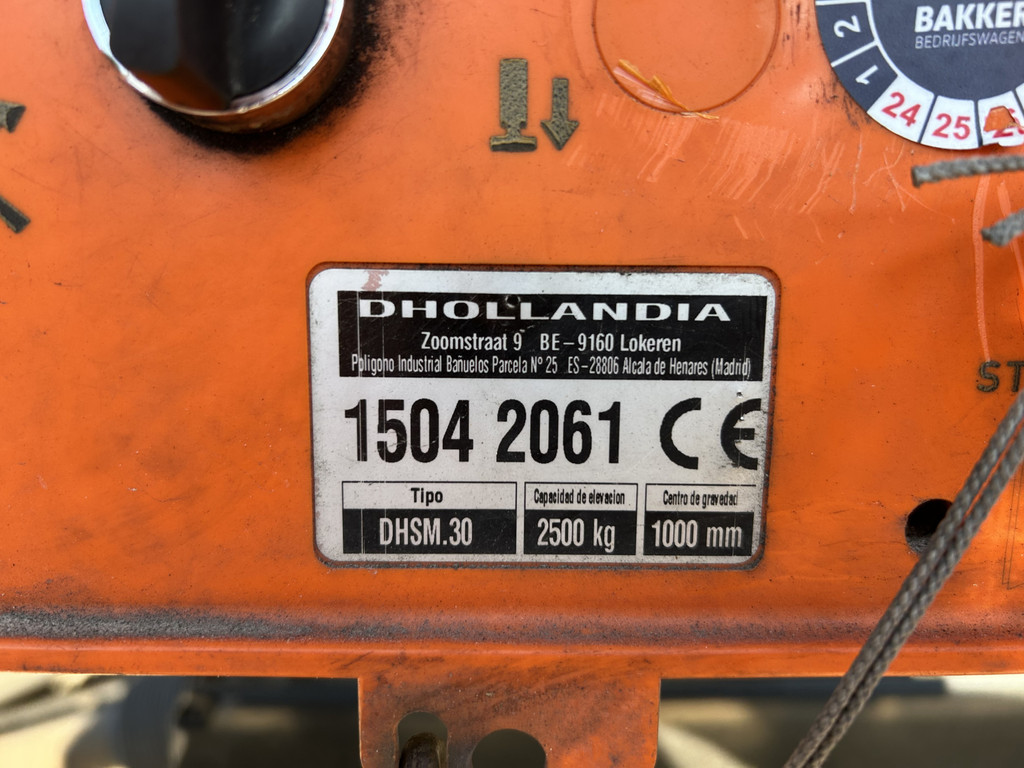 BAKKER
BEDRIJFSWAGEN
2
1
24
25
DHOLLANDIA
Zoomstraat 9 BE-9160 Lokeren
Poligono Industrial Bañuelos Parcela Nº 25 ES-28806 Alcala de Henares (Madrid)
1504 2061 CE
Tipo Capacidad de elevacion Centro de gravedad
DHSM.30 2500 kg 1000 mm
ST